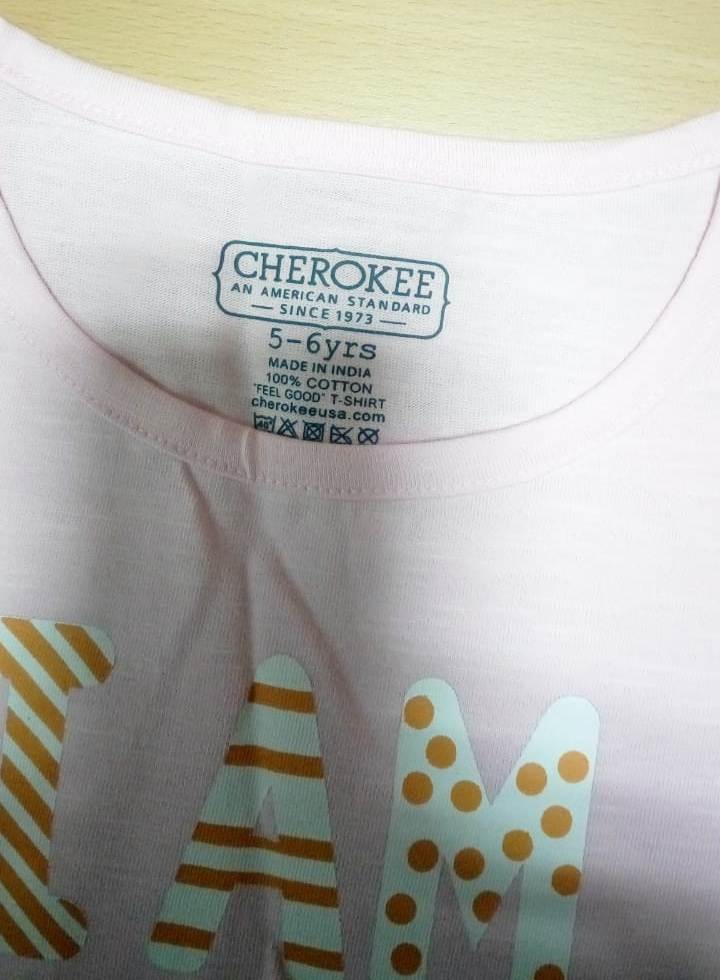 CHEROKEE
AN AMERICAN STANDARD
SINCE 1973
5-6yrs
MADE IN INDIA
100% COTTON
"FEEL GOOD" T-SHIRT
cherokeeusa.com
40°
I AM